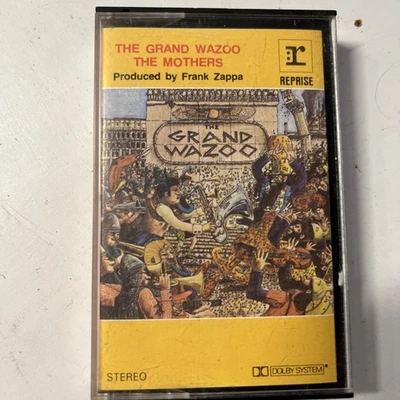 THE GRAND WAZOO
THE MOTHERS
Produced by Frank Zappa
r
REPRISE
THE
GRAND
WAZOO
STEREO
DOLBY SYSTEM